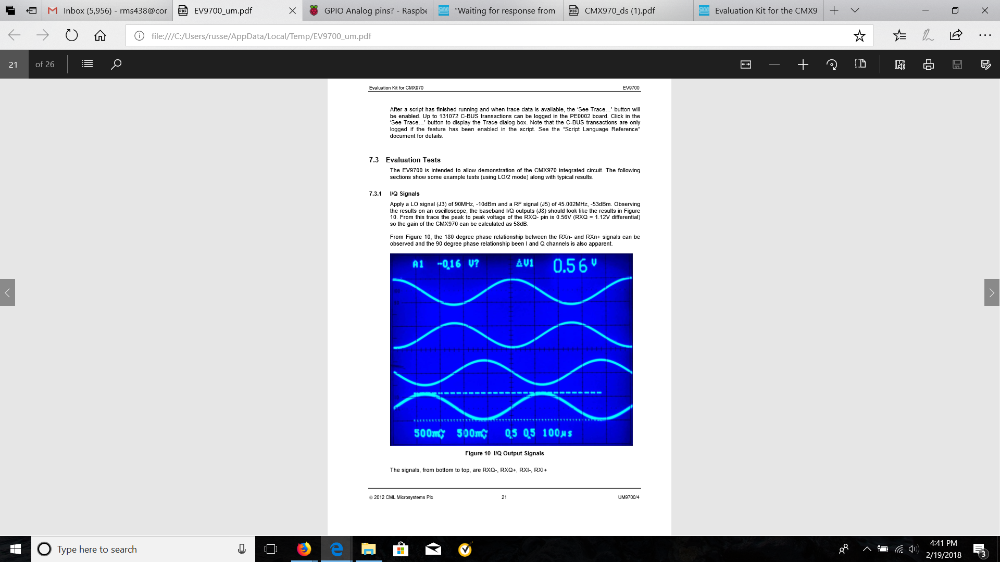 Inbox (5,956) - rms438@cor
EV9700_um.pdf
GPIO Analog pins? - Raspbe
“Waiting for response from
CMX970_ds (1).pdf
Evaluation Kit for the CMX9
file:///C:/Users/russe/AppData/Local/Temp/EV9700_um.pdf
21 of 26
Evaluation Kit for CMX970 EV9700
After a script has finished running and when trace data is available, the ‘See Trace…’ button will
be enabled. Up to 131072 C-BUS transactions can be logged in the PE0002 board. Click in the
‘See Trace…’ button to display the Trace dialog box. Note that the C-BUS transactions are only
logged if the feature has been enabled in the script. See the “Script Language Reference”
document for details.
7.3 Evaluation Tests
The EV9700 is intended to allow demonstration of the CMX970 integrated circuit. The following
sections show some example tests (using LO/2 mode) along with typical results.
7.3.1 I/Q Signals
Apply a LO signal (J3) of 90MHz, -10dBm and a RF signal (J5) of 45.002MHz, -53dBm. Observing
the results on an oscilloscope, the baseband I/Q outputs (J8) should look like the results in Figure
10. From this trace the peak to peak voltage of the RXQ- pin is 0.56V (RXQ = 1.12V differential)
so the gain of the CMX970 can be calculated as 58dB.
From Figure 10, the 180 degree phase relationship between the RXn- and RXn+ signals can be
observed and the 90 degree phase relationship been I and Q channels is also apparent.
A1 -0.16 V? ΔV1 0.56 V
500m 500m 0.5 0.5 100µs
Figure 10 I/Q Output Signals
The signals, from bottom to top, are RXQ-, RXQ+, RXI-, RXI+
© 2012 CML Microsystems Plc 21 UM9700/4
Type here to search
4:41 PM
2/19/2018
3